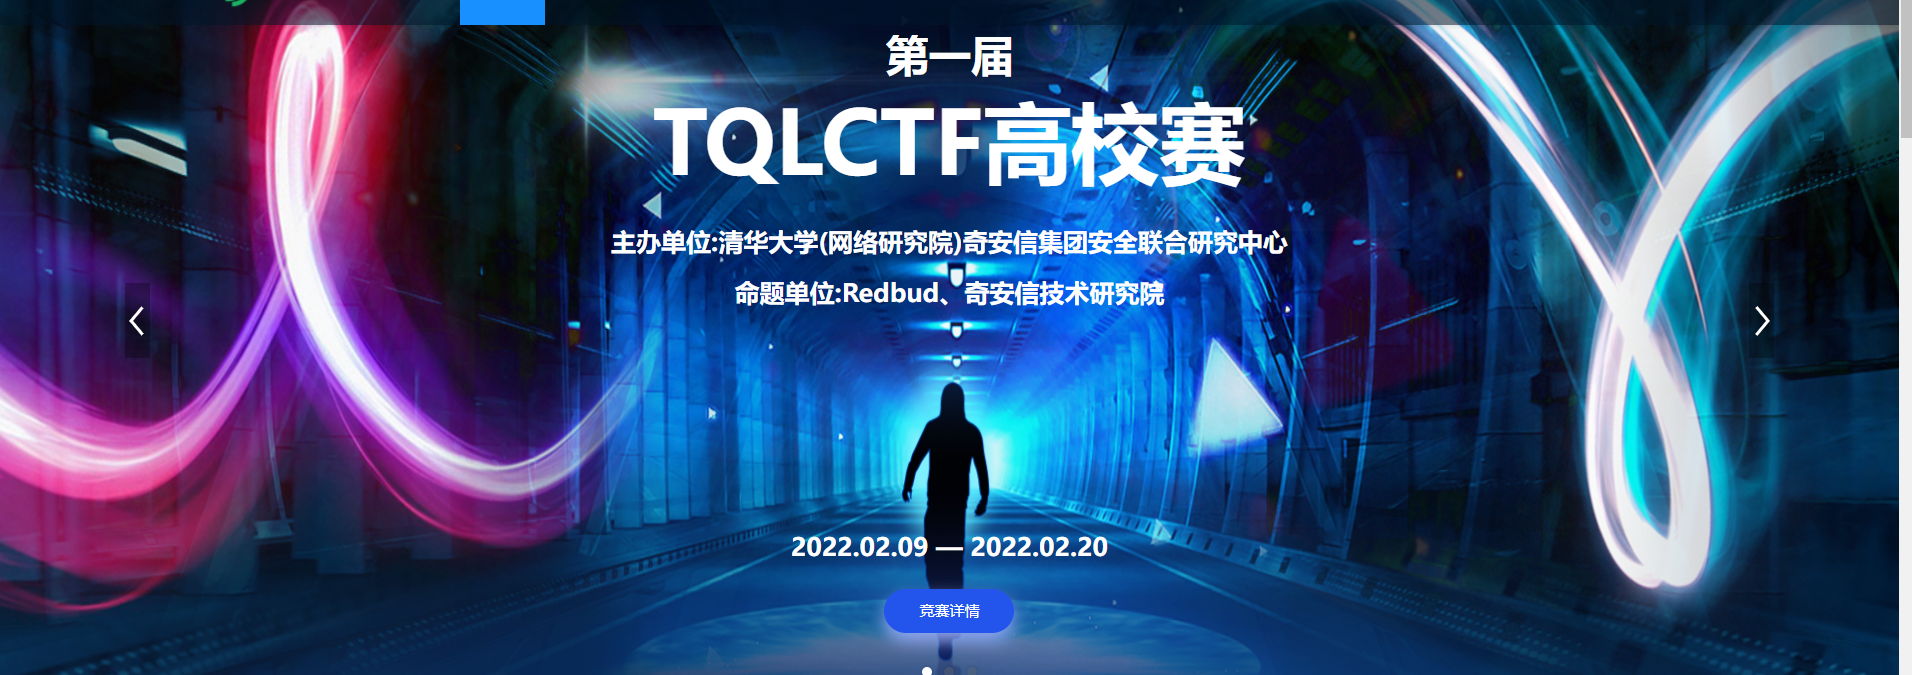 第一届
TQLCTF高校赛
主办单位:清华大学(网络研究院)奇安信集团安全联合研究中心
命题单位:Redbud、奇安信技术研究院
2022.02.09 — 2022.02.20
竞赛详情